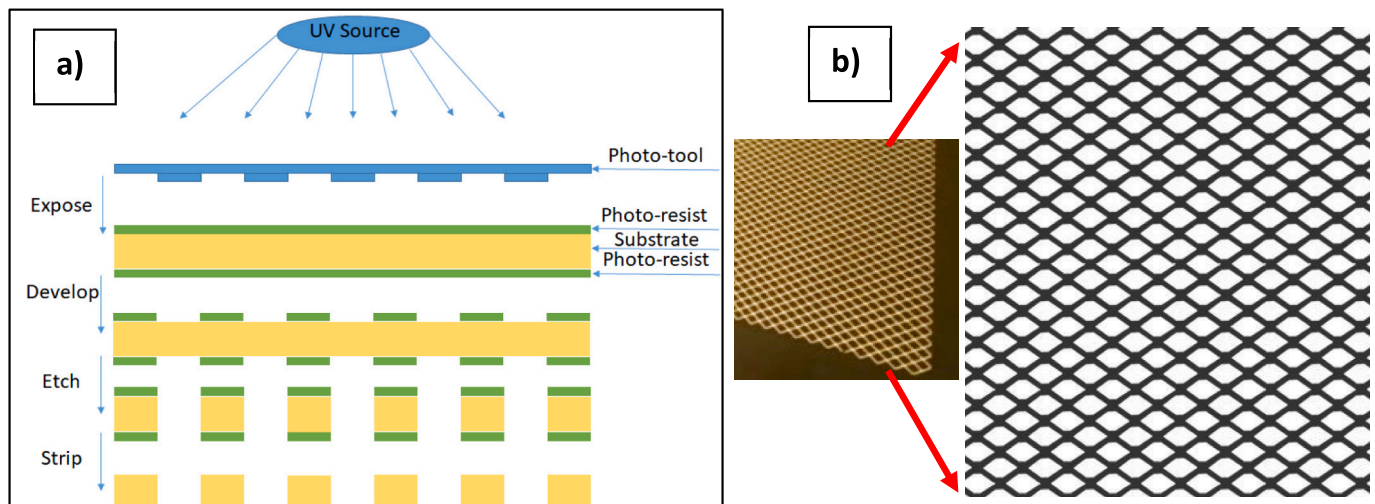 a)
UV Source
Photo-tool
Expose
Photo-resist
Substrate
Photo-resist
Develop
Etch
Strip
b)